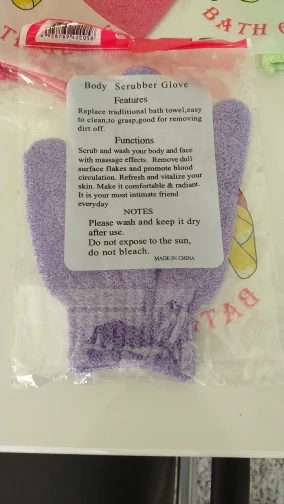 BATH
Body Scrubber Glove
Features
Replace tradltitional bath towel,easy
to clean,to grasp,good for removing
dirt off.
Functions
Scrub and wash your body and face
with massage effects. Remove dull
surface flakes and promote blood
circulation. Refresh and vitalize your
skin. Make it comfortable & radiant.
It is your most intimate friend
everyday
NOTES
Please wash and keep it dry
after use.
Do not expose to the sun,
do not bleach.
MADE IN CHINA
BATH